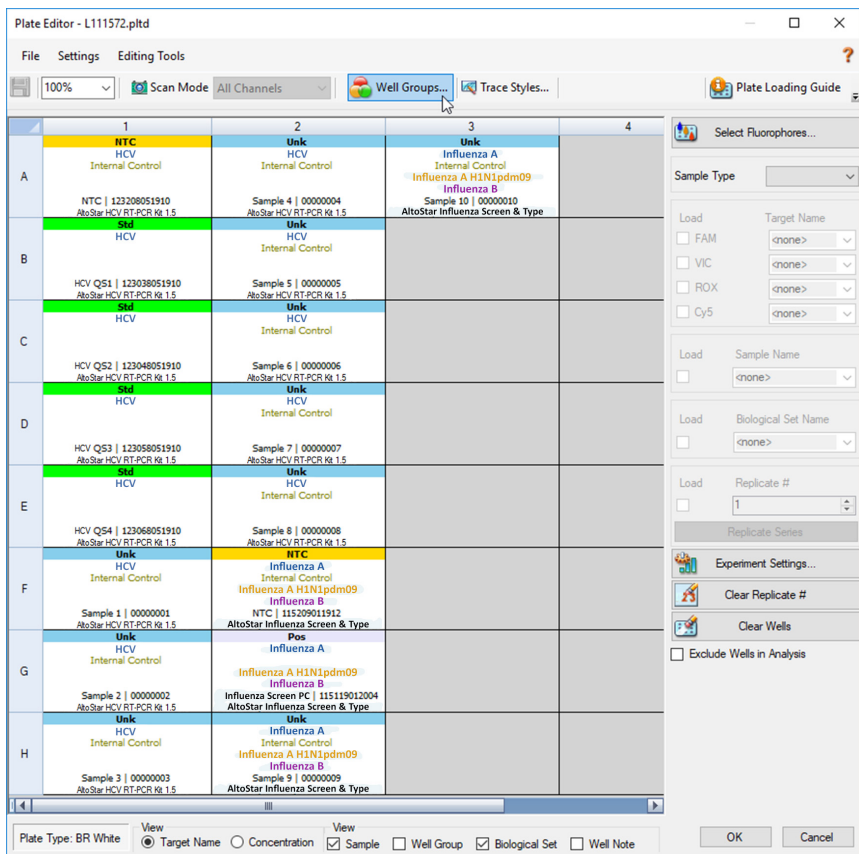 Plate Editor - L111572.pltd
File Settings Editing Tools ?
100% Scan Mode All Channels Well Groups... Trace Styles... Plate Loading Guide
1 2 3 4
A
NTC
HCV
Internal Control
NTC | 123208051910
AltoStar HCV RT-PCR Kit 1.5
Unk
HCV
Internal Control
Sample 4 | 00000004
AltoStar HCV RT-PCR Kit 1.5
Unk
Influenza A
Internal Control
Influenza A H1N1pdm09
Influenza B
Sample 10 | 00000010
AltoStar Influenza Screen & Type
B
Std
HCV
HCV QS1 | 123038051910
AltoStar HCV RT-PCR Kit 1.5
Unk
HCV
Internal Control
Sample 5 | 00000005
AltoStar HCV RT-PCR Kit 1.5
C
Std
HCV
HCV QS2 | 123048051910
AltoStar HCV RT-PCR Kit 1.5
Unk
HCV
Internal Control
Sample 6 | 00000006
AltoStar HCV RT-PCR Kit 1.5
D
Std
HCV
HCV QS3 | 123058051910
AltoStar HCV RT-PCR Kit 1.5
Unk
HCV
Internal Control
Sample 7 | 00000007
AltoStar HCV RT-PCR Kit 1.5
E
Std
HCV
HCV QS4 | 123068051910
AltoStar HCV RT-PCR Kit 1.5
Unk
HCV
Internal Control
Sample 8 | 00000008
AltoStar HCV RT-PCR Kit 1.5
F
Unk
HCV
Internal Control
Sample 1 | 00000001
AltoStar HCV RT-PCR Kit 1.5
NTC
Influenza A
Internal Control
Influenza A H1N1pdm09
Influenza B
NTC | 115209011912
AltoStar Influenza Screen & Type
G
Unk
HCV
Internal Control
Sample 2 | 00000002
AltoStar HCV RT-PCR Kit 1.5
Pos
Influenza A
Influenza A H1N1pdm09
Influenza B
Influenza Screen PC | 115119012004
AltoStar Influenza Screen & Type
H
Unk
HCV
Internal Control
Sample 3 | 00000003
AltoStar HCV RT-PCR Kit 1.5
Unk
Influenza A
Internal Control
Influenza A H1N1pdm09
Influenza B
Sample 9 | 00000009
AltoStar Influenza Screen & Type
Select Fluorophores...
Sample Type
Load Target Name
FAM <none>
VIC <none>
ROX <none>
Cy5 <none>
Load Sample Name
<none>
Load Biological Set Name
<none>
Load Replicate #
1
Replicate Series
Experiment Settings...
Clear Replicate #
Clear Wells
Exclude Wells in Analysis
Plate Type: BR White
View
Target Name Concentration
View
Sample Well Group Biological Set Well Note
OK Cancel